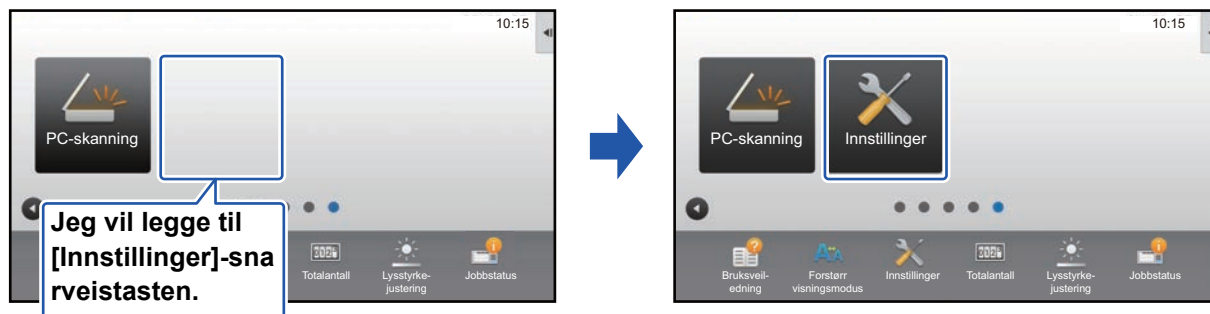 10:15
PC-skanning
Jeg vil legge til
[Innstillinger]-sna
rveistasten.
Totalantall
Lysstyrke-
justering
Jobbstatus
10:15
PC-skanning
Innstillinger
Bruksveil-
edning
Forstørr
visningsmodus
Innstillinger
Totalantall
Lysstyrke-
justering
Jobbstatus